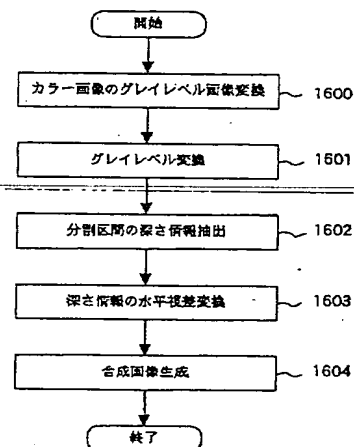 開始
カラー画像のグレイレベル画像変換 1600
グレイレベル変換 1601
分割区間の深さ情報抽出 1602
深さ情報の水平視差変換 1603
合成画像生成 1604
終了